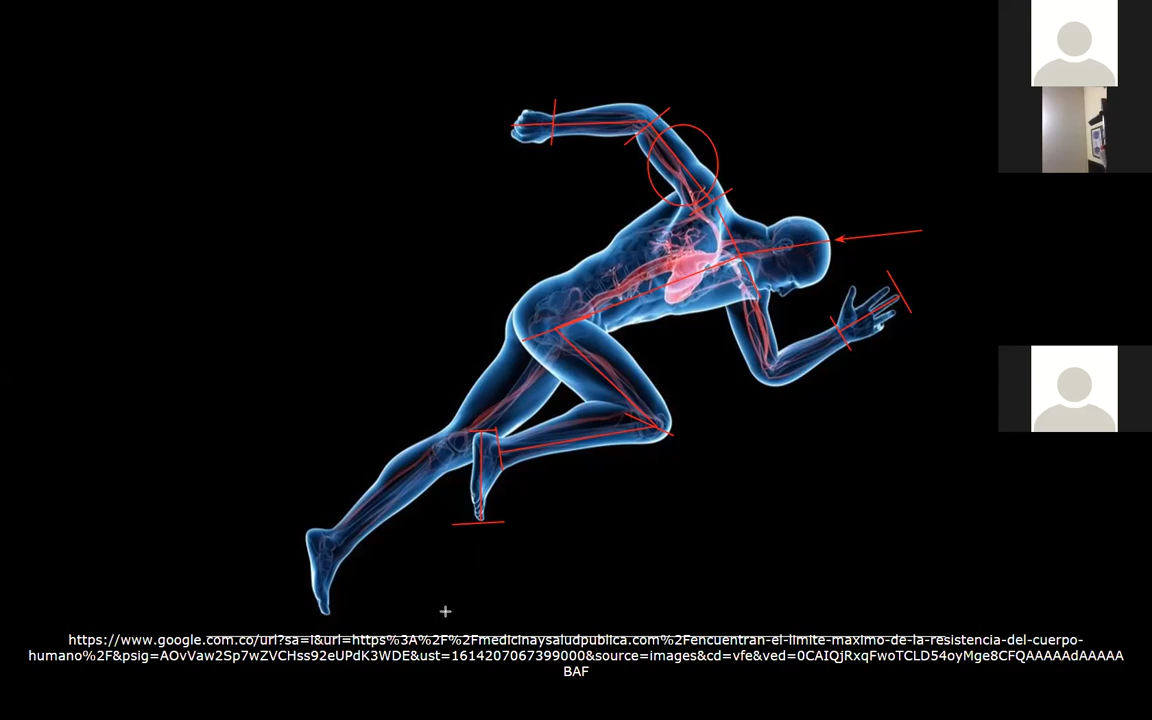 https://www.google.com.co/url?sa=i&url=https%3A%2F%2Fmedicinaysaludpublica.com%2Fencuentran-el-limite-maximo-de-la-resistencia-del-cuerpo-
humano%2F&psig=AOvVaw2Sp7wZVCHss92eUPdK3WDE&ust=1614207067399000&source=images&cd=vfe&ved=0CAIQjRxqFwoTCLD54oyMge8CFQAAAAAdAAAAA
BAF